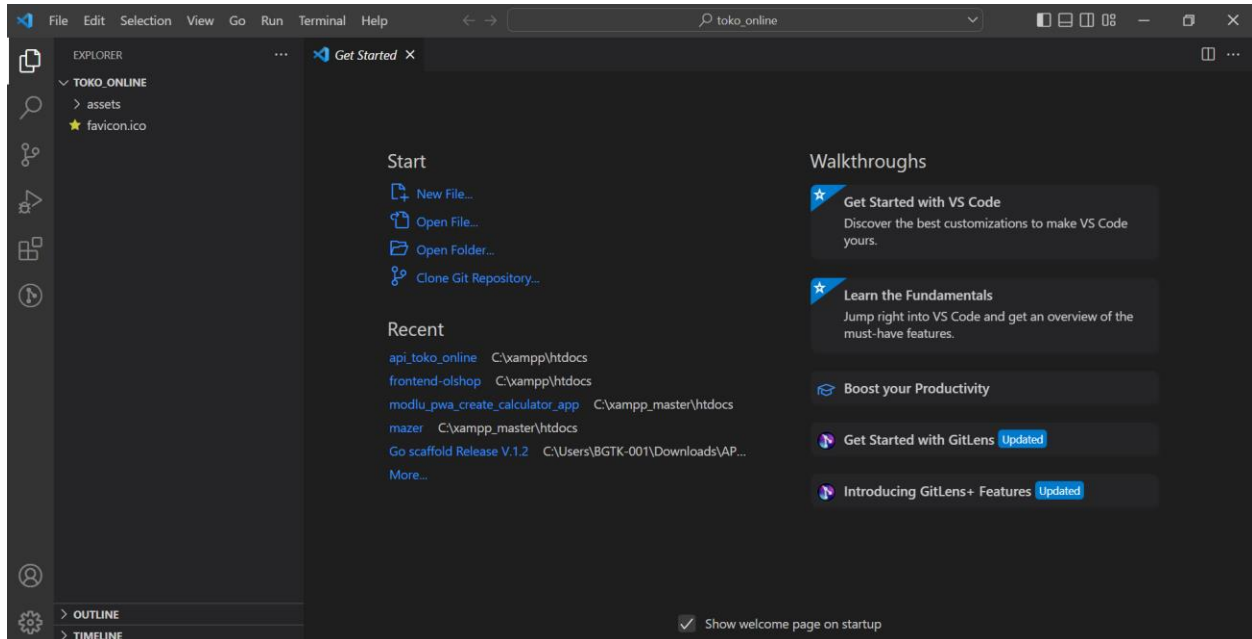 File Edit Selection View Go Run Terminal Help
toko_online
EXPLORER
TOKO_ONLINE
assets
favicon.ico
OUTLINE
TIMELINE
Get Started
Start
New File...
Open File...
Open Folder...
Clone Git Repository...
Recent
api_toko_online C:\xampp\htdocs
frontend-olshop C:\xampp\htdocs
modlu_pwa_create_calculator_app C:\xampp_master\htdocs
mazer C:\xampp_master\htdocs
Go scaffold Release V.1.2 C:\Users\BGTK-001\Downloads\AP...
More...
Walkthroughs
Get Started with VS Code
Discover the best customizations to make VS Code
yours.
Learn the Fundamentals
Jump right into VS Code and get an overview of the
must-have features.
Boost your Productivity
Get Started with GitLens Updated
Introducing GitLens+ Features Updated
Show welcome page on startup